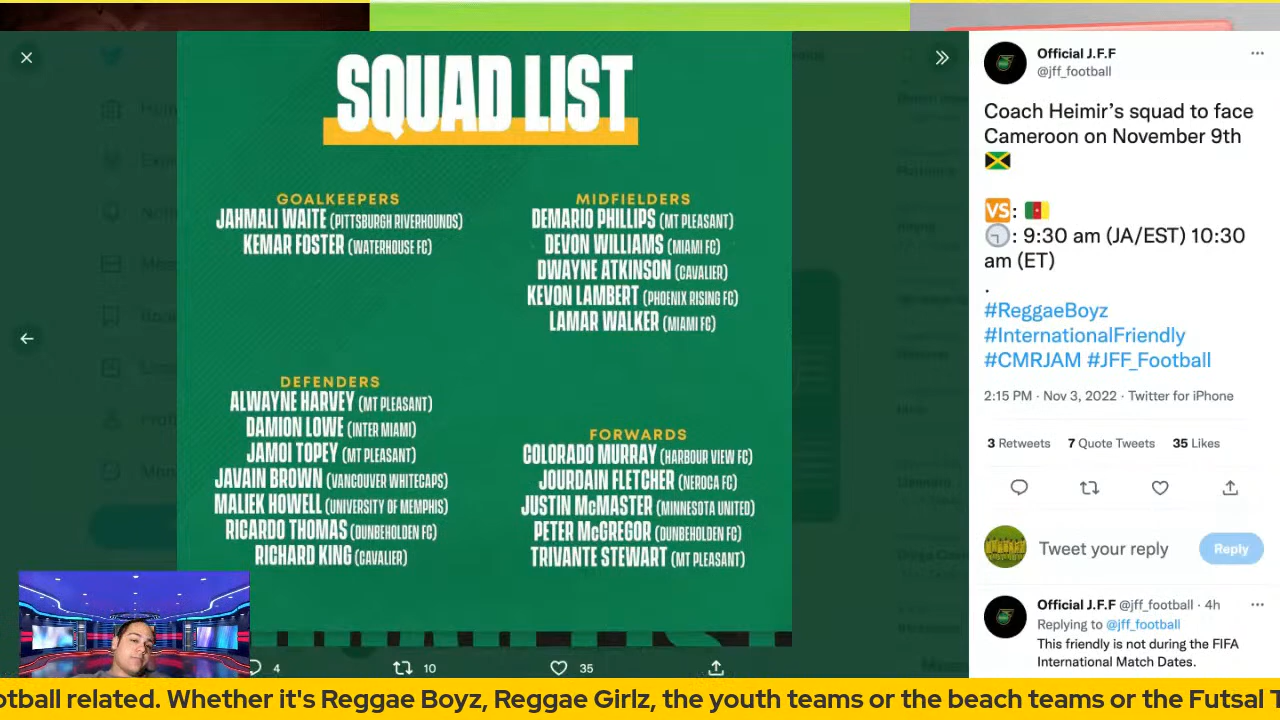 SQUAD LIST
GOALKEEPERS
JAHMALI WAITE (PITTSBURGH RIVERHOUNDS)
KEMAR FOSTER (WATERHOUSE FC)
DEFENDERS
ALWAYNE HARVEY (MT PLEASANT)
DAMION LOWE (INTER MIAMI)
JAMOI TOPEY (MT PLEASANT)
JAVAIN BROWN (VANCOUVER WHITECAPS)
MALIEK HOWELL (UNIVERSITY OF MEMPHIS)
RICARDO THOMAS (DUNBEHOLDEN FC)
RICHARD KING (CAVALIER)
MIDFIELDERS
DEMARIO PHILLIPS (MT PLEASANT)
DEVON WILLIAMS (MIAMI FC)
DWAYNE ATKINSON (CAVALIER)
KEVON LAMBERT (PHOENIX RISING FC)
LAMAR WALKER (MIAMI FC)
FORWARDS
COLORADO MURRAY (HARBOUR VIEW FC)
JOURDAIN FLETCHER (NEROCA FC)
JUSTIN McMASTER (MINNESOTA UNITED)
PETER McGREGOR (DUNBEHOLDEN FC)
TRIVANTE STEWART (MT PLEASANT)
4 10 35
Official J.F.F
@jff_football
Coach Heimir's squad to face
Cameroon on November 9th
🇯🇲
🆚: 🇨🇲
🕘: 9:30 am (JA/EST) 10:30
am (ET)
.
#ReggaeBoyz
#InternationalFriendly
#CMRJAM #JFF_Football
2:15 PM · Nov 3, 2022 · Twitter for iPhone
3 Retweets 7 Quote Tweets 35 Likes
Tweet your reply Reply
Official J.F.F @jff_football · 4h
Replying to @jff_football
This friendly is not during the FIFA
International Match Dates.
otball related. Whether it's Reggae Boyz, Reggae Girlz, the youth teams or the beach teams or the Futsal T